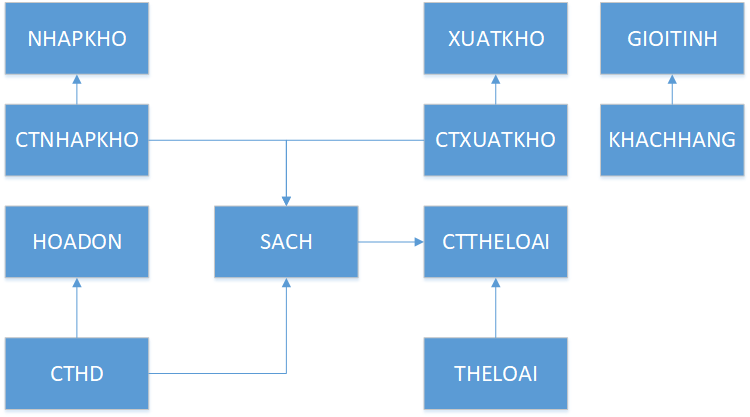 NHAPKHO
XUATKHO
GIOITINH
CTNHAPKHO
CTXUATKHO
KHACHHANG
HOADON
SACH
CTTHELOAI
CTHD
THELOAI